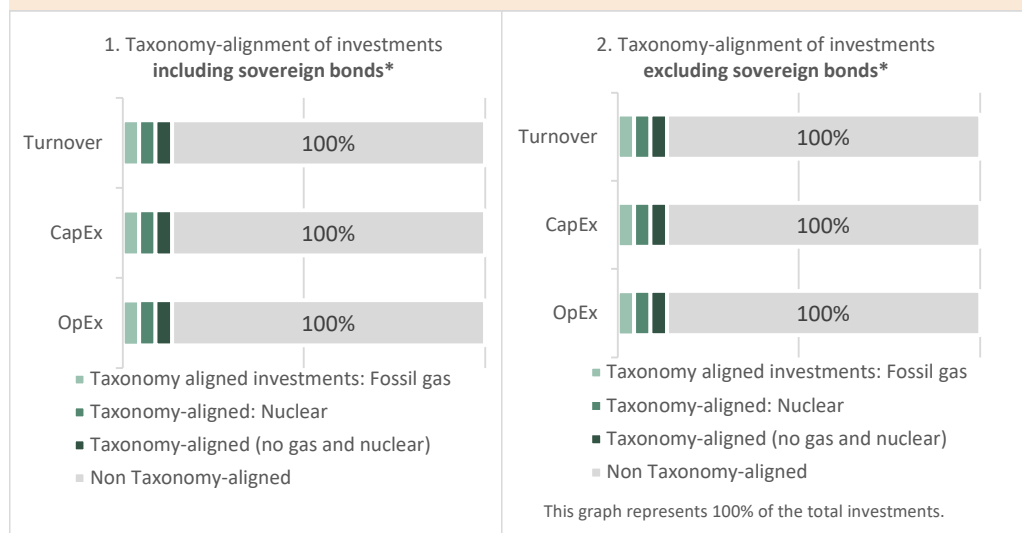 1. Taxonomy-alignment of investments
including sovereign bonds*
Turnover
100%
CapEx
100%
OpEx
100%
Taxonomy aligned investments: Fossil gas
Taxonomy-aligned: Nuclear
Taxonomy-aligned (no gas and nuclear)
Non Taxonomy-aligned
2. Taxonomy-alignment of investments
excluding sovereign bonds*
Turnover
100%
CapEx
100%
OpEx
100%
Taxonomy aligned investments: Fossil gas
Taxonomy-aligned: Nuclear
Taxonomy-aligned (no gas and nuclear)
Non Taxonomy-aligned
This graph represents 100% of the total investments.